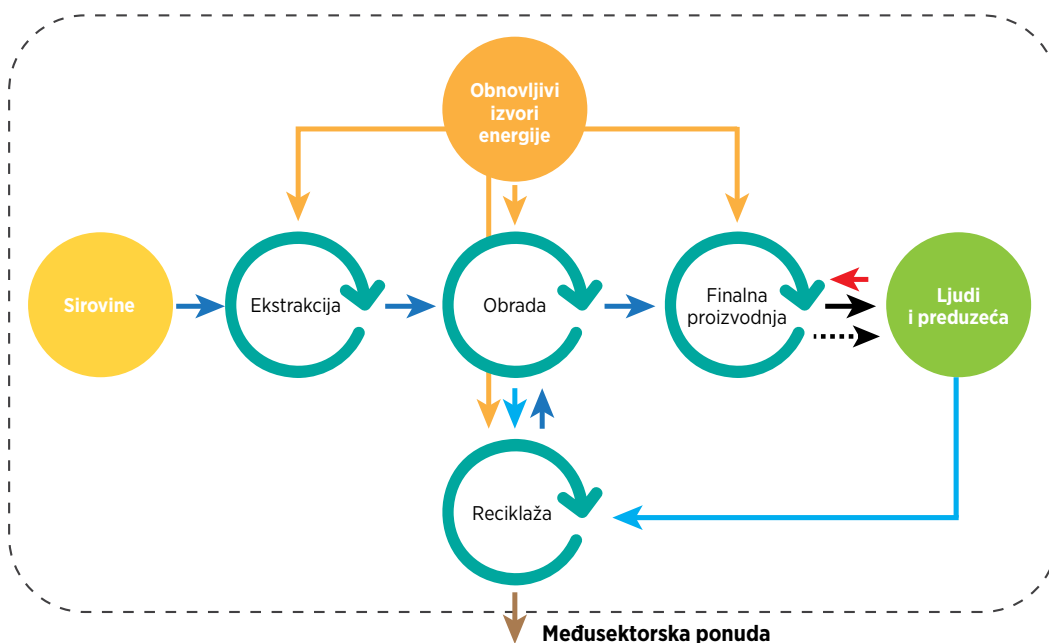 Obnovljivi
izvori
energije
Sirovine
Ekstrakcija
Obrada
Finalna
proizvodnja
Ljudi
i preduzeća
Reciklaža
Međusektorska ponuda